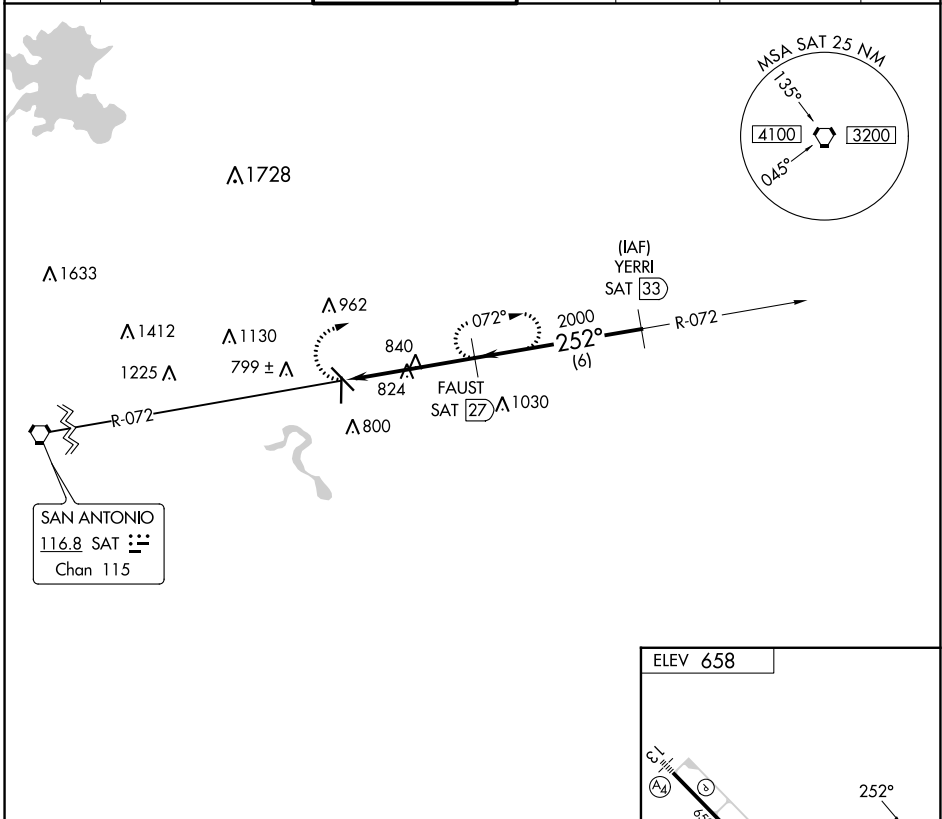 MSA SAT 25 NM
135°
4100
3200
045°
1728
(IAF)
YERRI
SAT 33
1633
962
072°
2000
R-072
252°
(6)
1412
1130
840
1225
799 ±
824
FAUST
SAT 27
1030
R-072
800
SAN ANTONIO
116.8 SAT
Chan 115
ELEV 658
13
A4
P
252°